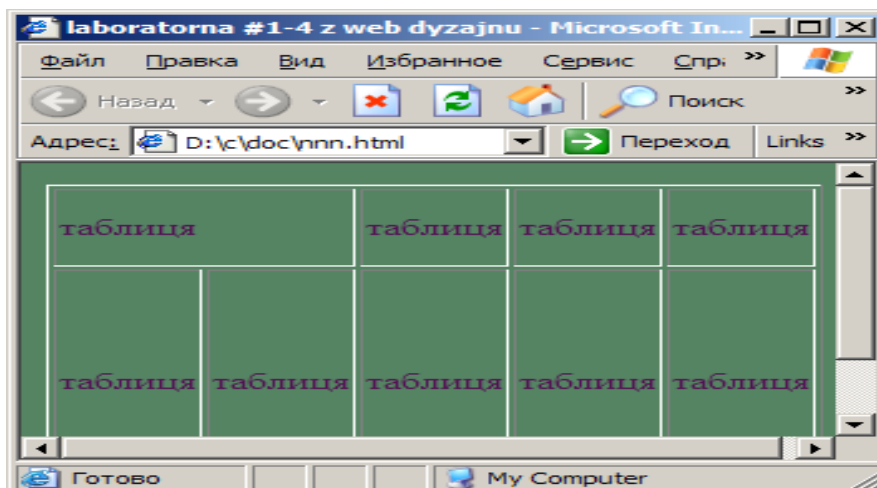 laboratorna #1-4 z web dyzajnu - Microsoft In...
Файл Правка Вид Избранное Сервис Спра »
Назад Поиск »
Адрес: D:\c\doc\nnn.html Переход Links »
таблиця таблиця таблиця таблиця
таблиця таблиця таблиця таблиця таблиця
Готово My Computer